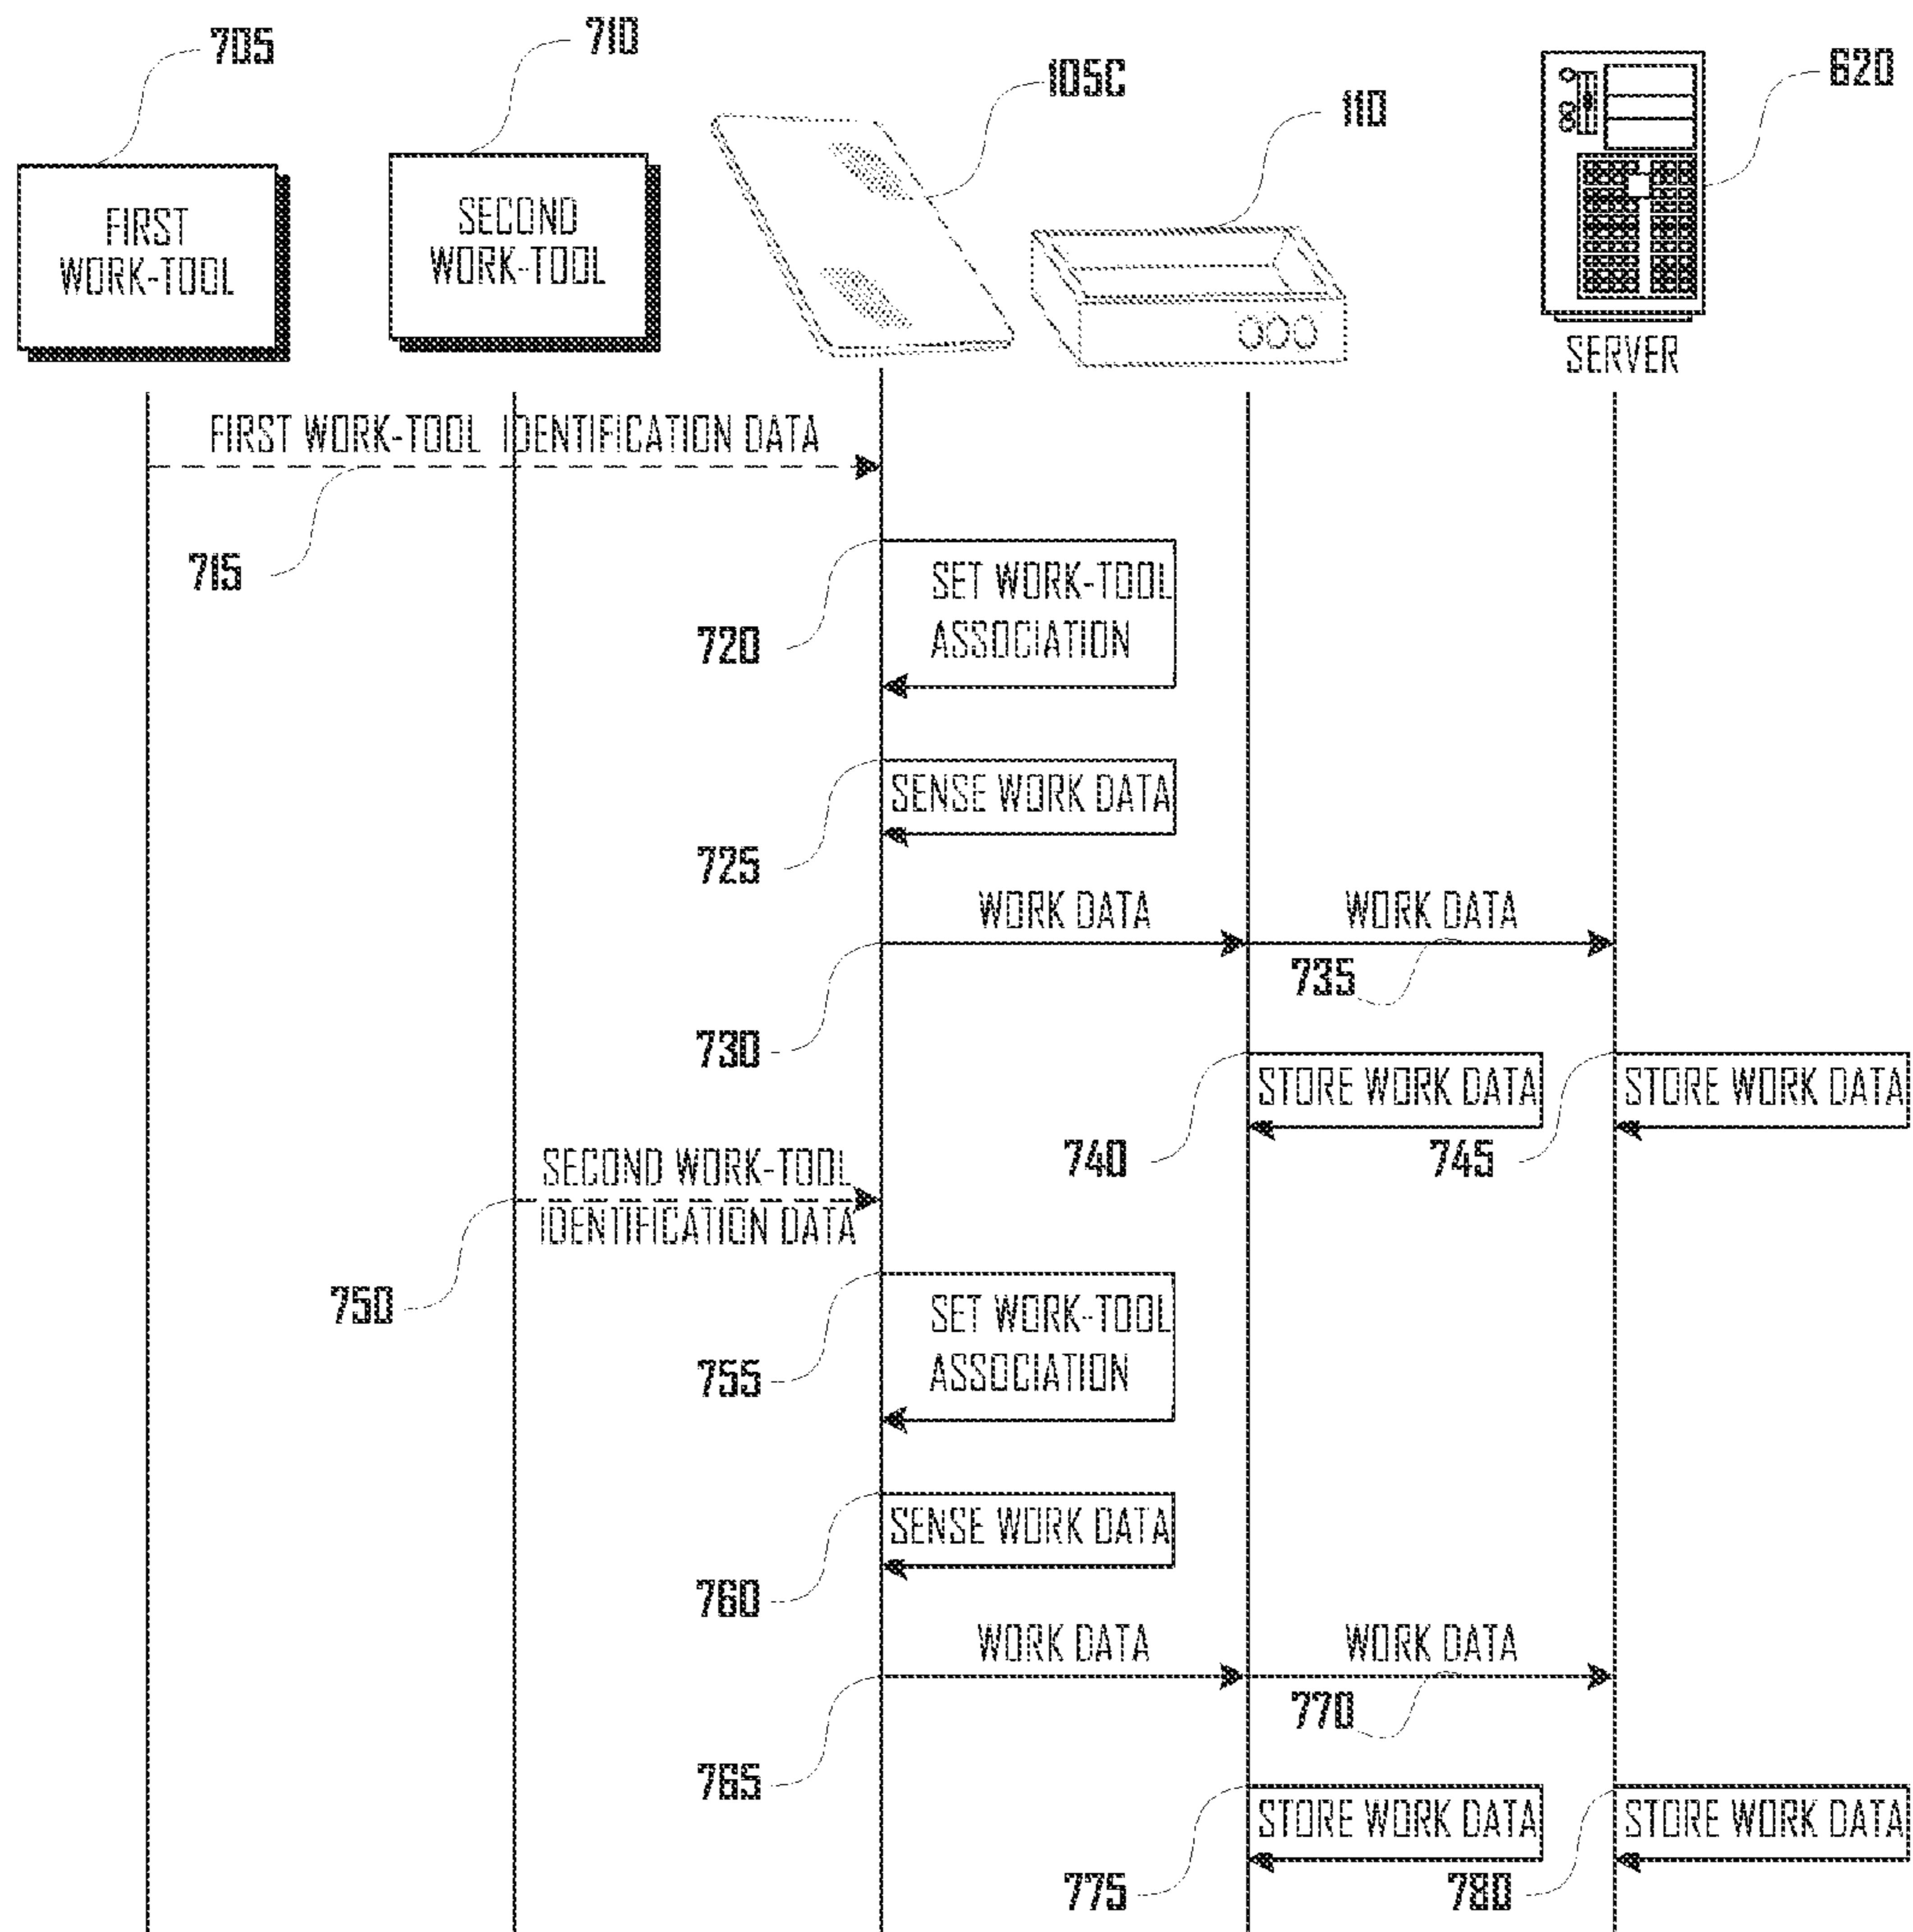 705
710
105C
110
620
FIRST
WORK-TOOL
SECOND
WORK-TOOL
SERVER
FIRST WORK-TOOL IDENTIFICATION DATA
715
SET WORK-TOOL
ASSOCIATION
720
SENSE WORK DATA
725
WORK DATA
WORK DATA
735
730
STORE WORK DATA
STORE WORK DATA
740
745
SECOND WORK-TOOL
IDENTIFICATION DATA
750
SET WORK-TOOL
ASSOCIATION
755
SENSE WORK DATA
760
WORK DATA
WORK DATA
770
765
STORE WORK DATA
STORE WORK DATA
775
780